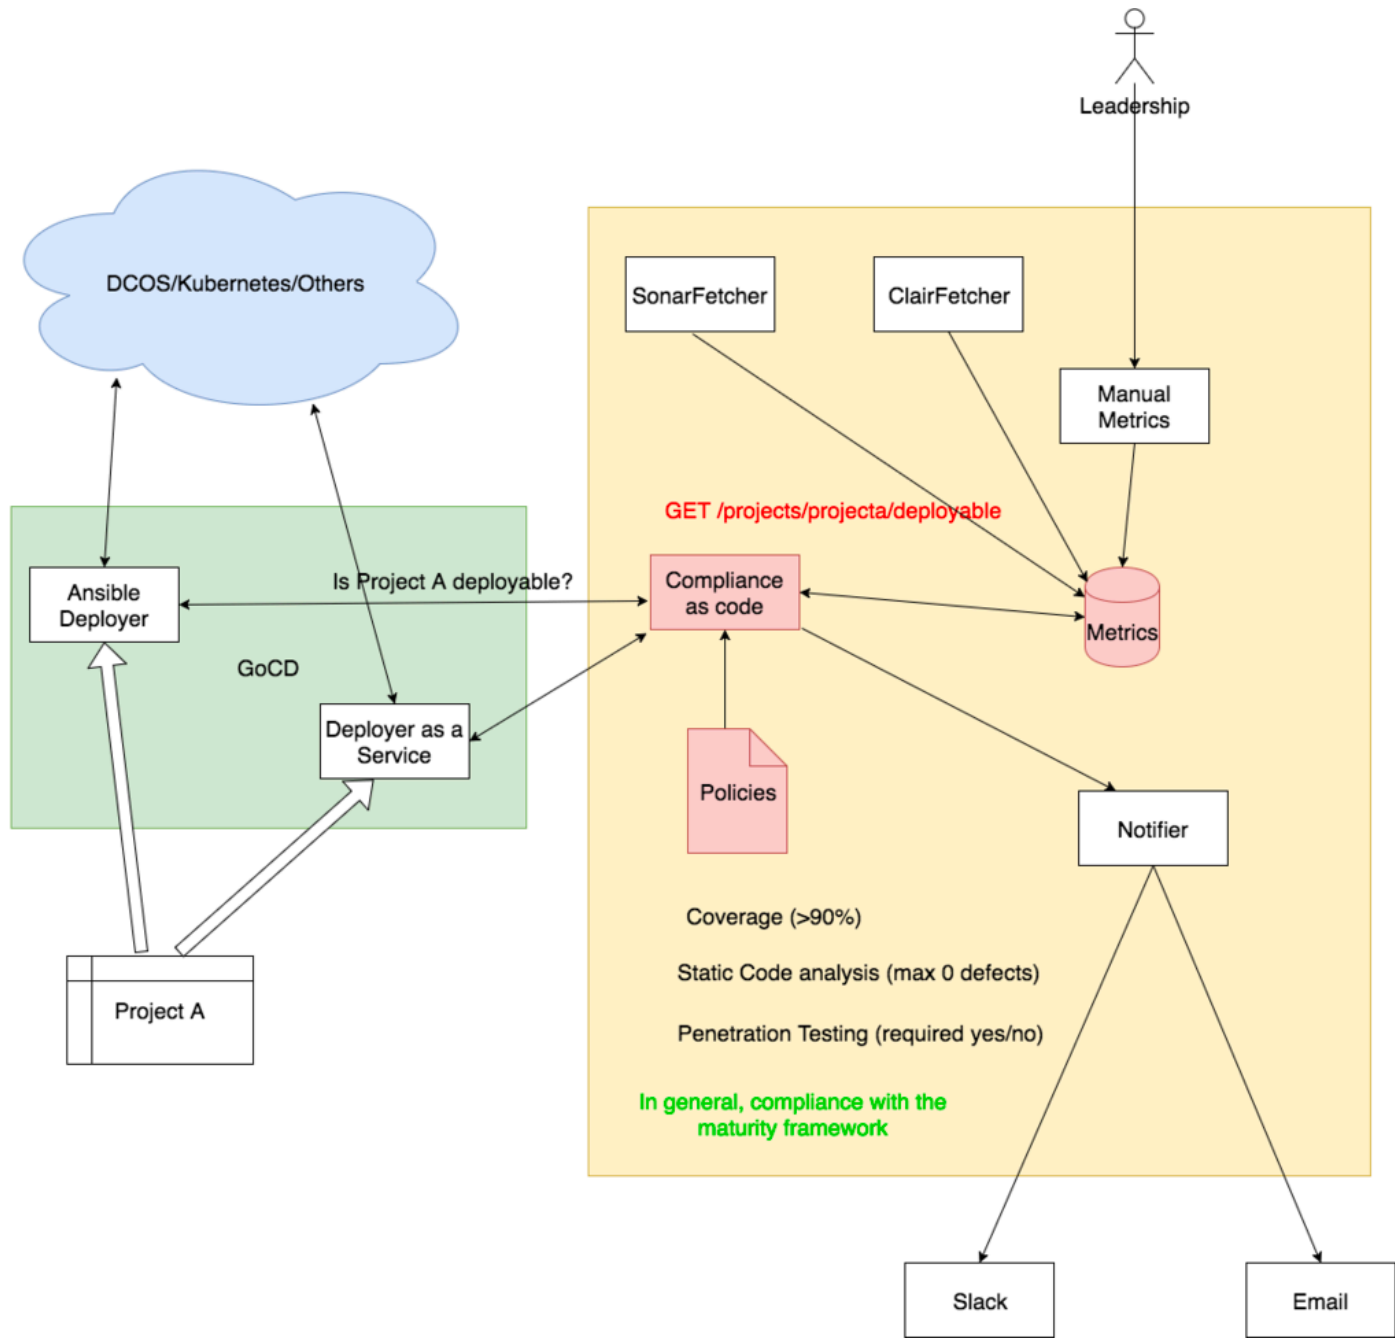 Leadership
DCOS/Kubernetes/Others
SonarFetcher
ClairFetcher
Manual
Metrics
GET /projects/projecta/deployable
Ansible
Deployer
Is Project A deployable?
Compliance
as code
Metrics
GoCD
Deployer as a
Service
Policies
Notifier
Coverage (>90%)
Static Code analysis (max 0 defects)
Project A
Penetration Testing (required yes/no)
In general, compliance with the
maturity framework
Slack
Email